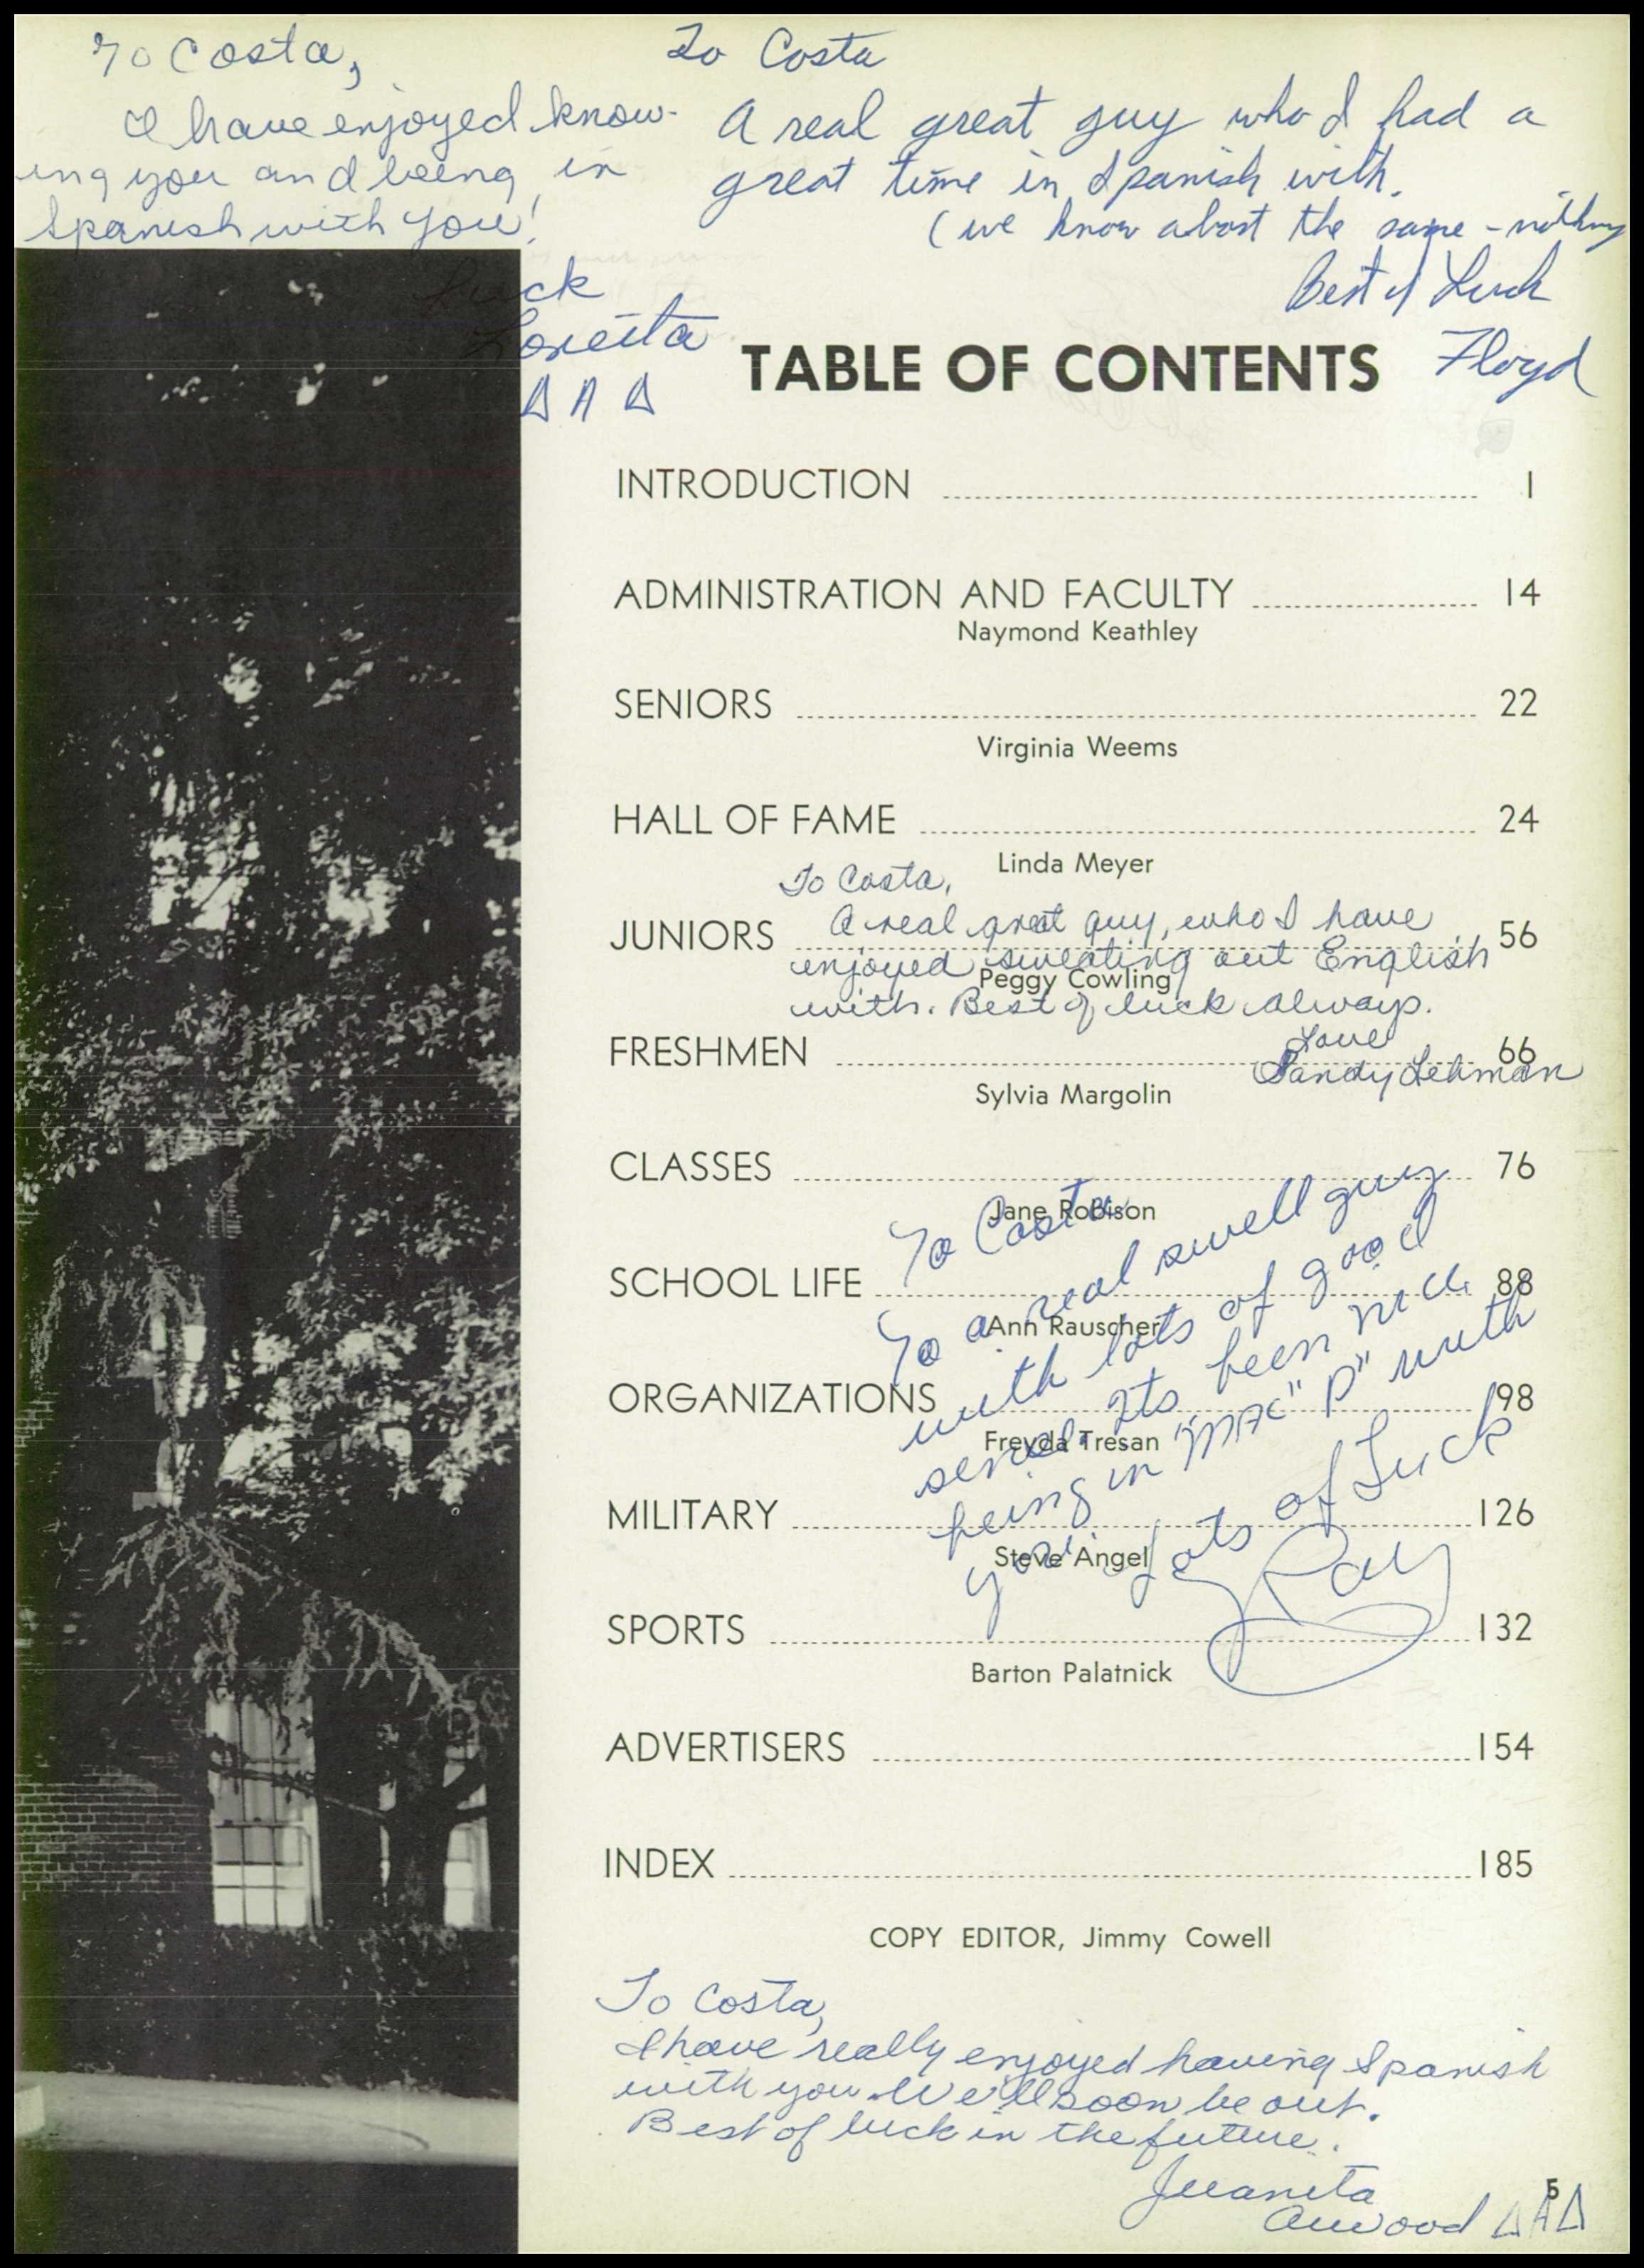 To Costa,
I have enjoyed know-
ing you and being in
Spanish with you!
Luck
Loretta
Δ A Δ
To Costa
A real great guy who I had a
great time in Spanish with.
(we know about the same - nothing
Best of Luck
Floyd
TABLE OF CONTENTS
INTRODUCTION 1
ADMINISTRATION AND FACULTY 14
Naymond Keathley
SENIORS 22
Virginia Weems
HALL OF FAME 24
Linda Meyer
To Costa,
A real great guy, who I have
enjoyed sweating out English
with. Best of luck always.
Love
Sandy Lehman
JUNIORS 56
Peggy Cowling
FRESHMEN 66
Sylvia Margolin
CLASSES 76
Jane Robison
SCHOOL LIFE 88
Ann Rauscher
ORGANIZATIONS 98
Freyda Tresan
MILITARY 126
Steve Angel
SPORTS 132
Barton Palatnick
To Costa
To a real swell guy
with lots of good
Its been nice
being in "MAC" "P" with
you. Lots of Luck
Ray
ADVERTISERS 154
INDEX 185
COPY EDITOR, Jimmy Cowell
To Costa,
I have really enjoyed having Spanish
with you. We'll soon be out.
Best of luck in the future.
Juanita
Auwood Δ A Δ
5